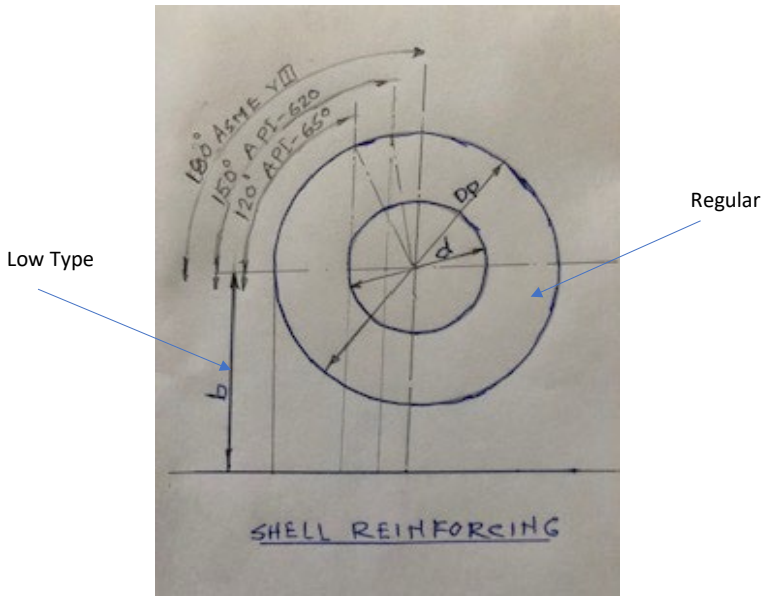 180° ASME VIII
150° API-620
120° API-650
DP
d
Regular
Low Type
b
SHELL REINFORCING